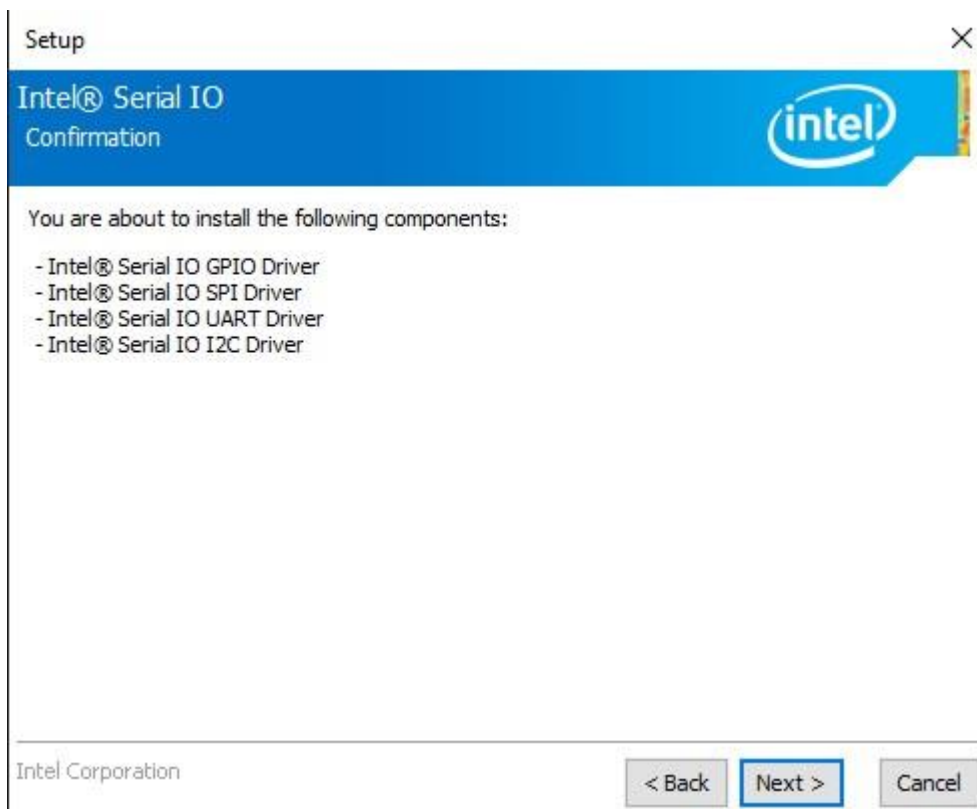 Setup
Intel® Serial IO
Confirmation
intel
You are about to install the following components:
- Intel® Serial IO GPIO Driver
- Intel® Serial IO SPI Driver
- Intel® Serial IO UART Driver
- Intel® Serial IO I2C Driver
Intel Corporation
< Back Next > Cancel